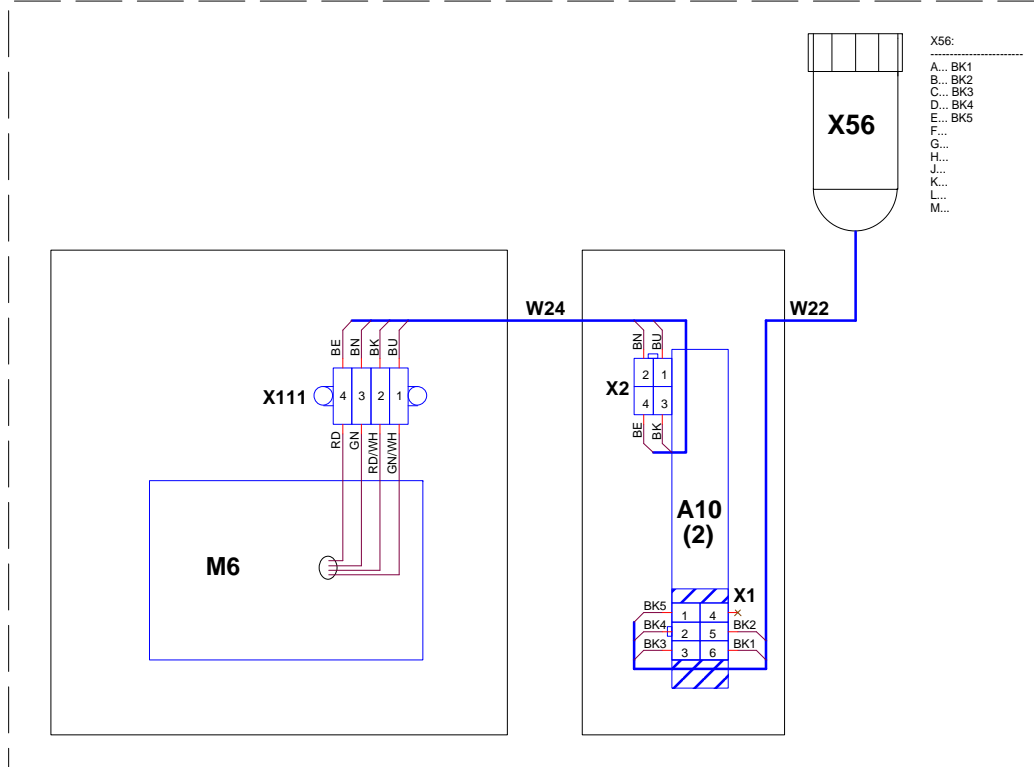 X56:
------------------------
A... BK1
B... BK2
C... BK3
D... BK4
E... BK5
F...
G...
H...
J...
K...
L...
M...
X56
W24
W22
BE
BN
BK
BU
X111
4
3
2
1
RD
GN
RD/WH
GN/WH
M6
BN
BU
X2
2
1
4
3
BE
BK
A10
(2)
X1
BK5
1
4
BK4
2
5
BK2
BK3
3
6
BK1